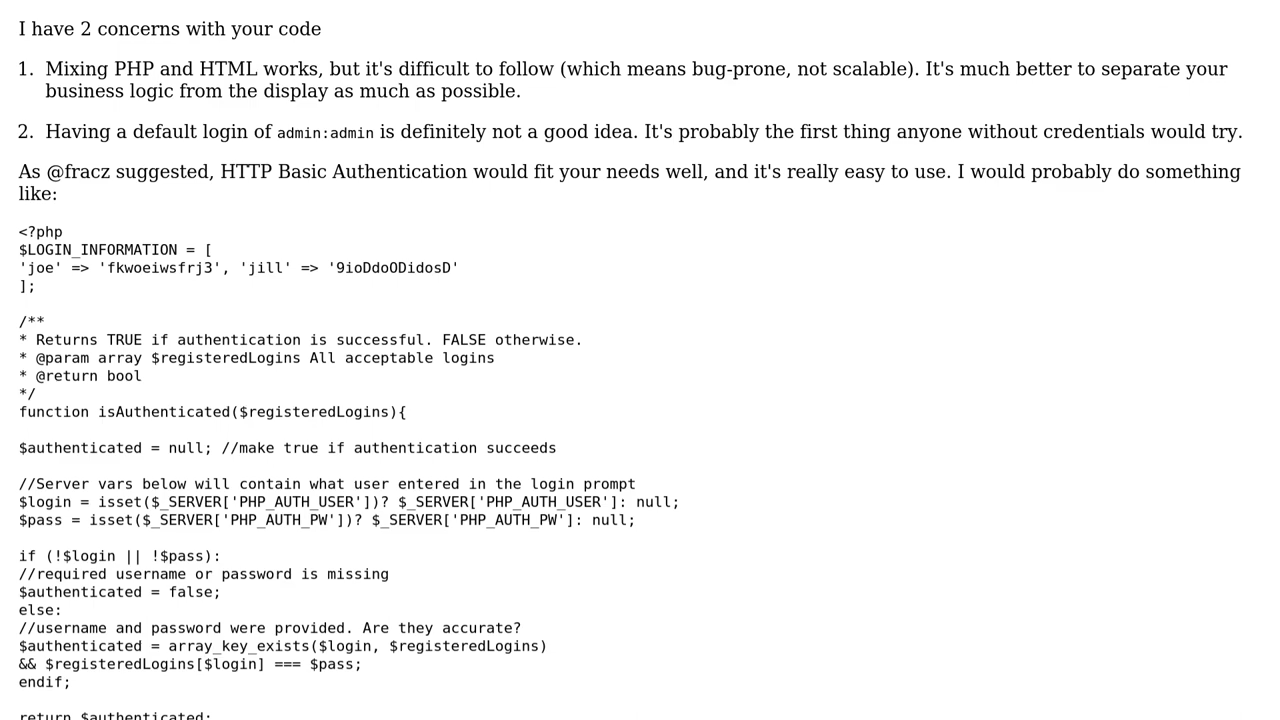 I have 2 concerns with your code
1. Mixing PHP and HTML works, but it's difficult to follow (which means bug-prone, not scalable). It's much better to separate your
business logic from the display as much as possible.
2. Having a default login of admin:admin is definitely not a good idea. It's probably the first thing anyone without credentials would try.
As @fracz suggested, HTTP Basic Authentication would fit your needs well, and it's really easy to use. I would probably do something
like:
<?php
$LOGIN_INFORMATION = [
'joe' => 'fkwoeiwsfrj3', 'jill' => '9ioDdoODidosD'
];
/**
* Returns TRUE if authentication is successful. FALSE otherwise.
* @param array $registeredLogins All acceptable logins
* @return bool
*/
function isAuthenticated($registeredLogins){
$authenticated = null; //make true if authentication succeeds
//Server vars below will contain what user entered in the login prompt
$login = isset($_SERVER['PHP_AUTH_USER'])? $_SERVER['PHP_AUTH_USER']: null;
$pass = isset($_SERVER['PHP_AUTH_PW'])? $_SERVER['PHP_AUTH_PW']: null;
if (!$login || !$pass):
//required username or password is missing
$authenticated = false;
else:
//username and password were provided. Are they accurate?
$authenticated = array_key_exists($login, $registeredLogins)
&& $registeredLogins[$login] === $pass;
endif;
return $authenticated;